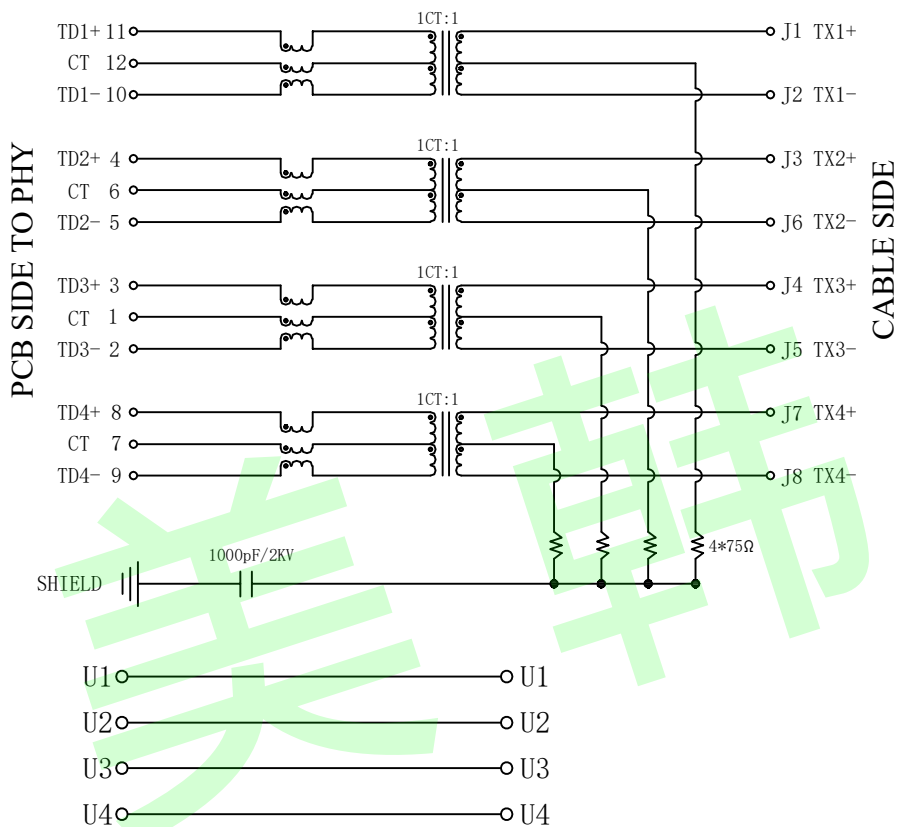 1CT:1
TD1+ 11
J1 TX1+
CT 12
TD1- 10
J2 TX1-
1CT:1
TD2+ 4
J3 TX2+
CT 6
TD2- 5
J6 TX2-
1CT:1
TD3+ 3
J4 TX3+
CT 1
TD3- 2
J5 TX3-
1CT:1
TD4+ 8
J7 TX4+
CT 7
TD4- 9
J8 TX4-
PCB SIDE TO PHY
CABLE SIDE
4*75Ω
1000pF/2KV
SHIELD
U1 U1
U2 U2
U3 U3
U4 U4
美韩